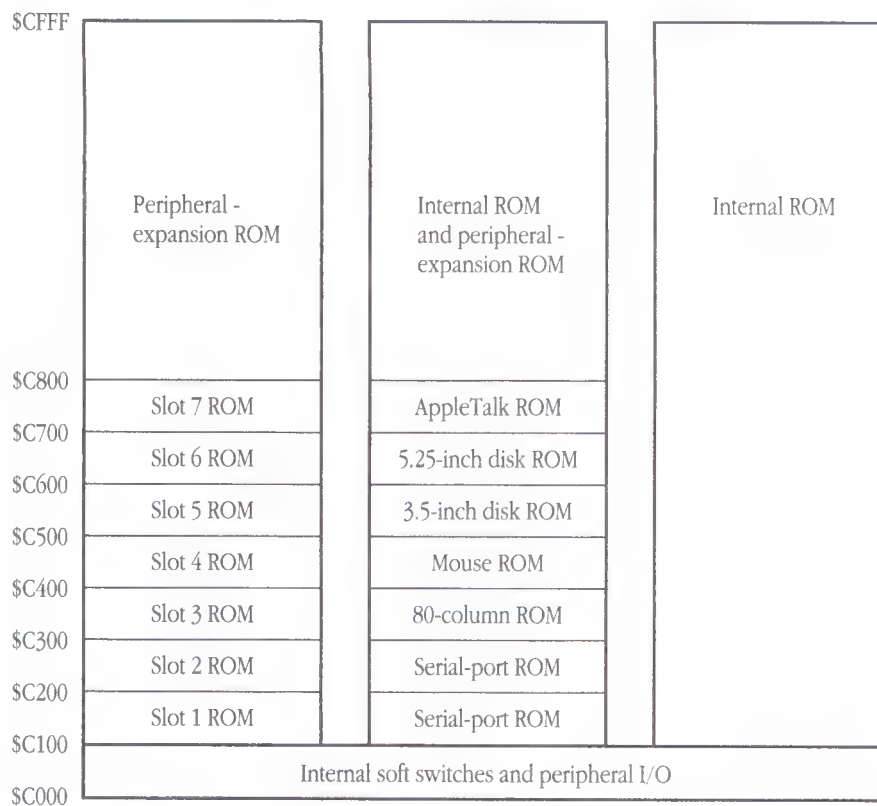 $CFFF
Peripheral -
expansion ROM
Internal ROM
and peripheral -
expansion ROM
Internal ROM
$C800
Slot 7 ROM
AppleTalk ROM
$C700
Slot 6 ROM
5.25-inch disk ROM
$C600
Slot 5 ROM
3.5-inch disk ROM
$C500
Slot 4 ROM
Mouse ROM
$C400
Slot 3 ROM
80-column ROM
$C300
Slot 2 ROM
Serial-port ROM
$C200
Slot 1 ROM
Serial-port ROM
$C100
Internal soft switches and peripheral I/O
$C000